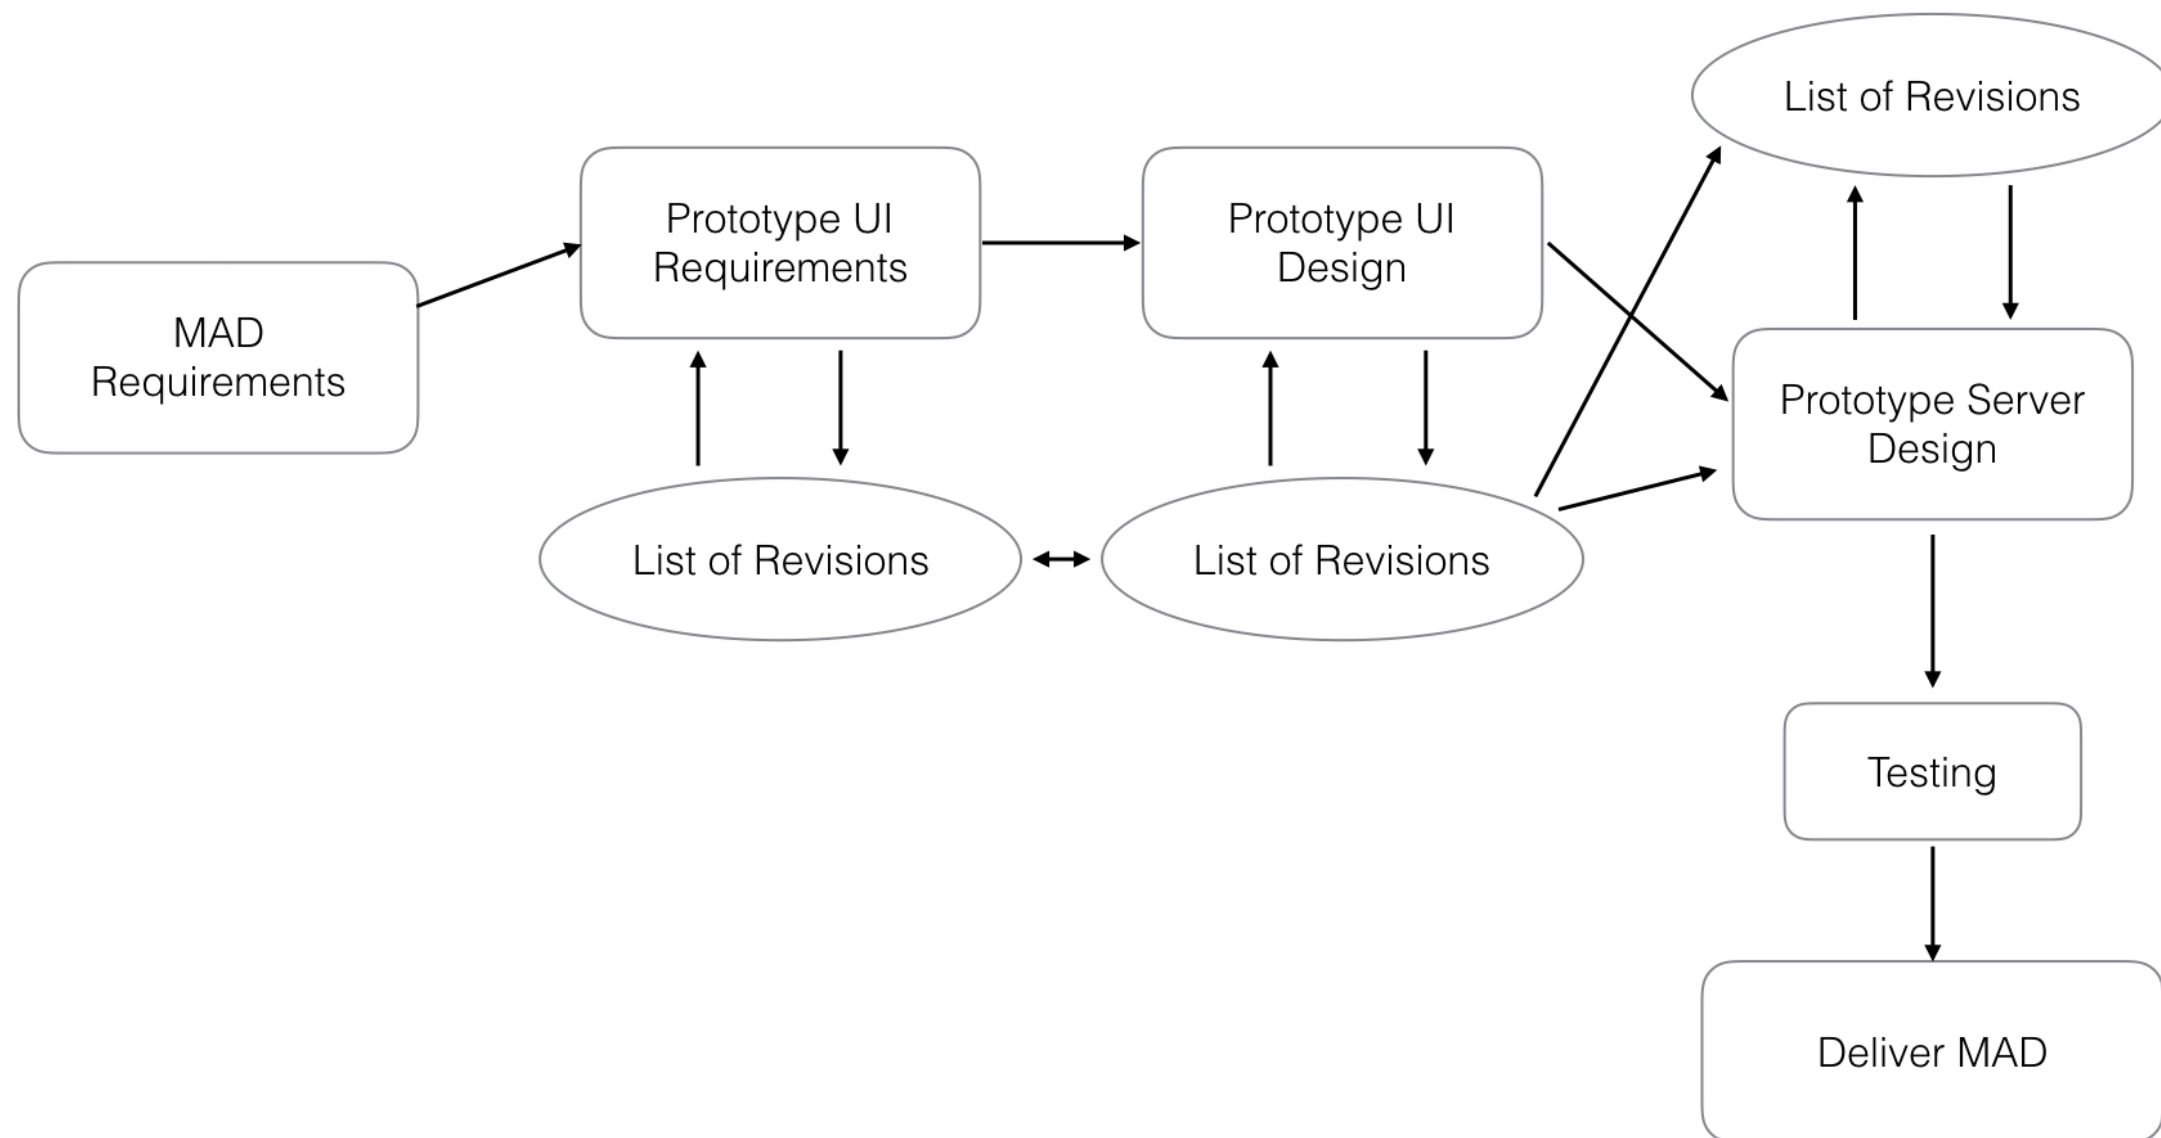 List of Revisions
Prototype UI
Requirements
Prototype UI
Design
MAD
Requirements
Prototype Server
Design
List of Revisions
List of Revisions
Testing
Deliver MAD